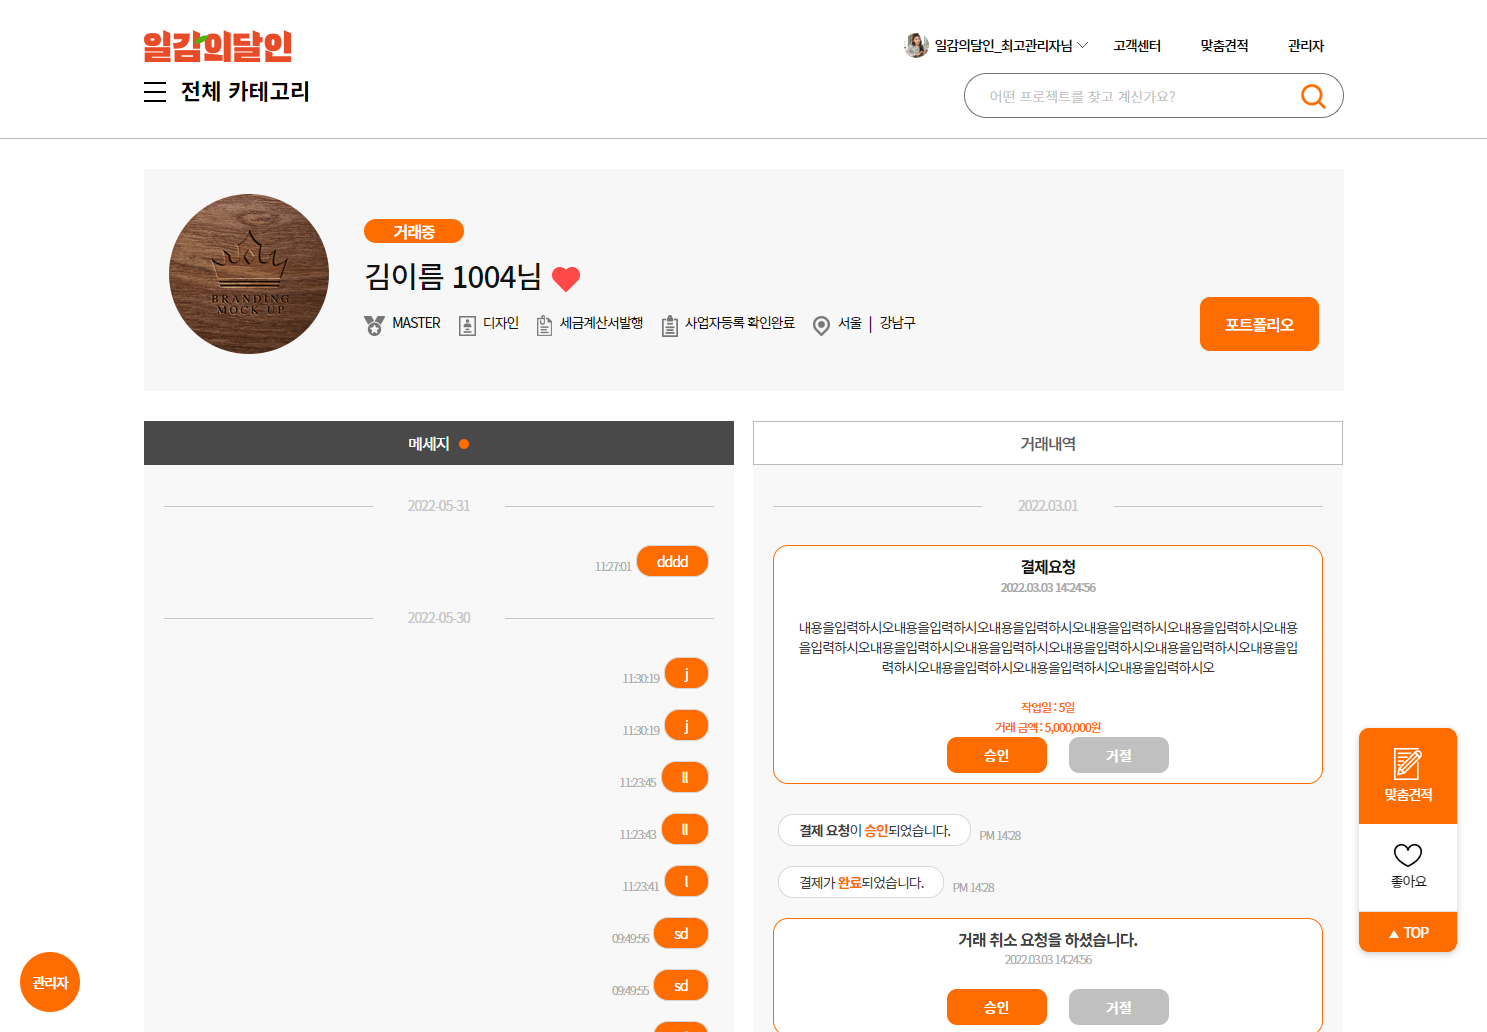 일감의달인
일감의달인_최고관리자님
고객센터
맞춤견적
관리자
전체 카테고리
어떤 프로젝트를 찾고 계신가요?
BRANDING
MOCK-UP
거래중
김이름 1004님
MASTER
디자인
세금계산서발행
사업자등록 확인완료
서울 | 강남구
포트폴리오
메세지
2022-05-31
11:27:01 dddd
2022-05-30
11:30:19 j
11:30:19 j
11:23:45 ll
11:23:43 ll
11:23:41 l
09:49:56 sd
09:49:55 sd
거래내역
2022.03.01
결제요청
2022.03.03 14:24:56
내용을입력하시오내용을입력하시오내용을입력하시오내용을입력하시오내용을입력하시오내용
을입력하시오내용을입력하시오내용을입력하시오내용을입력하시오내용을입력하시오내용을입
력하시오내용을입력하시오내용을입력하시오내용을입력하시오
작업일 : 5일
거래 금액 : 5,000,000원
승인
거절
결제 요청이 승인되었습니다. PM 14:28
결제가 완료되었습니다. PM 14:28
거래 취소 요청을 하셨습니다.
2022.03.03 14:24:56
승인
거절
맞춤견적
좋아요
▲ TOP
관리자